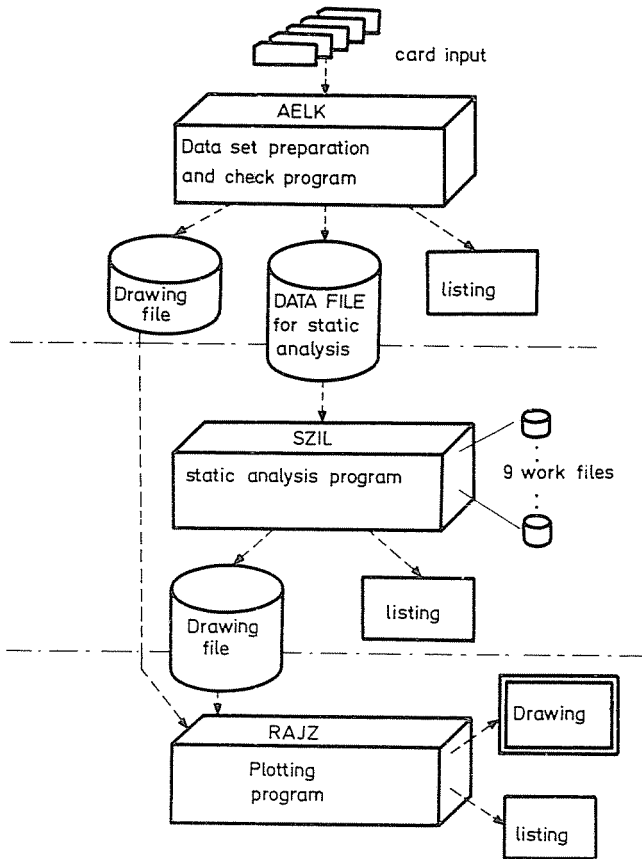 card input
AELK
Data set preparation
and check program
Drawing
file
DATA FILE
for static
analysis
listing
SZIL
static analysis program
9 work files
Drawing
file
listing
RAJZ
Plotting
program
Drawing
listing